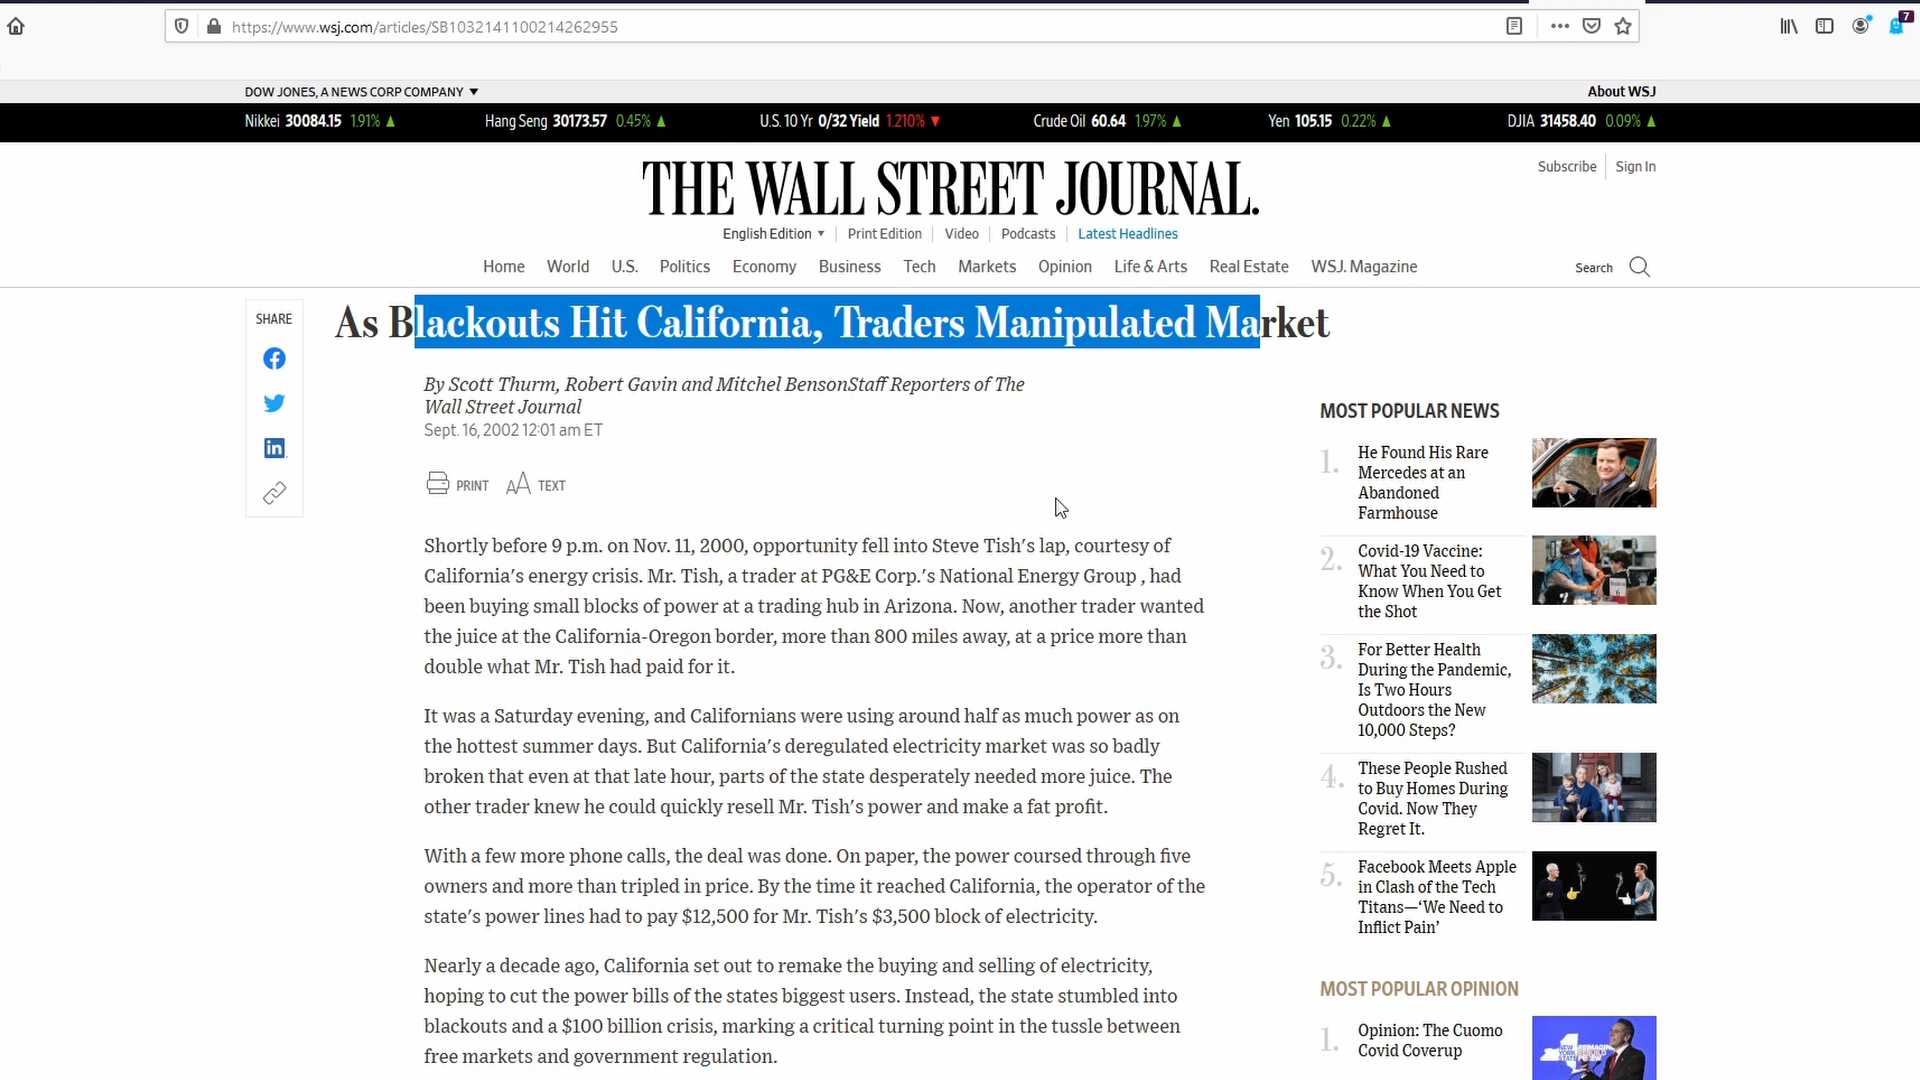 https://www.wsj.com/articles/SB1032141100214262955
7
DOW JONES, A NEWS CORP COMPANY ▼
About WSJ
Nikkei 30084.15 1.91% ▲
Hang Seng 30173.57 0.45% ▲
U.S. 10 Yr 0/32 Yield 1.210% ▼
Crude Oil 60.64 1.97% ▲
Yen 105.15 0.22% ▲
DJIA 31458.40 0.09% ▲
THE WALL STREET JOURNAL.
Subscribe | Sign In
English Edition ▼ | Print Edition | Video | Podcasts | Latest Headlines
Home World U.S. Politics Economy Business Tech Markets Opinion Life & Arts Real Estate WSJ. Magazine
Search
SHARE
As Blackouts Hit California, Traders Manipulated Market
By Scott Thurm, Robert Gavin and Mitchel BensonStaff Reporters of The
Wall Street Journal
Sept. 16, 2002 12:01 am ET
PRINT
AA TEXT
Shortly before 9 p.m. on Nov. 11, 2000, opportunity fell into Steve Tish's lap, courtesy of
California's energy crisis. Mr. Tish, a trader at PG&E Corp.'s National Energy Group , had
been buying small blocks of power at a trading hub in Arizona. Now, another trader wanted
the juice at the California-Oregon border, more than 800 miles away, at a price more than
double what Mr. Tish had paid for it.
It was a Saturday evening, and Californians were using around half as much power as on
the hottest summer days. But California's deregulated electricity market was so badly
broken that even at that late hour, parts of the state desperately needed more juice. The
other trader knew he could quickly resell Mr. Tish's power and make a fat profit.
With a few more phone calls, the deal was done. On paper, the power coursed through five
owners and more than tripled in price. By the time it reached California, the operator of the
state's power lines had to pay $12,500 for Mr. Tish's $3,500 block of electricity.
Nearly a decade ago, California set out to remake the buying and selling of electricity,
hoping to cut the power bills of the states biggest users. Instead, the state stumbled into
blackouts and a $100 billion crisis, marking a critical turning point in the tussle between
free markets and government regulation.
MOST POPULAR NEWS
1.
He Found His Rare
Mercedes at an
Abandoned
Farmhouse
2.
Covid-19 Vaccine:
What You Need to
Know When You Get
the Shot
3.
For Better Health
During the Pandemic,
Is Two Hours
Outdoors the New
10,000 Steps?
4.
These People Rushed
to Buy Homes During
Covid. Now They
Regret It.
5.
Facebook Meets Apple
in Clash of the Tech
Titans—‘We Need to
Inflict Pain’
MOST POPULAR OPINION
1.
Opinion: The Cuomo
Covid Coverup